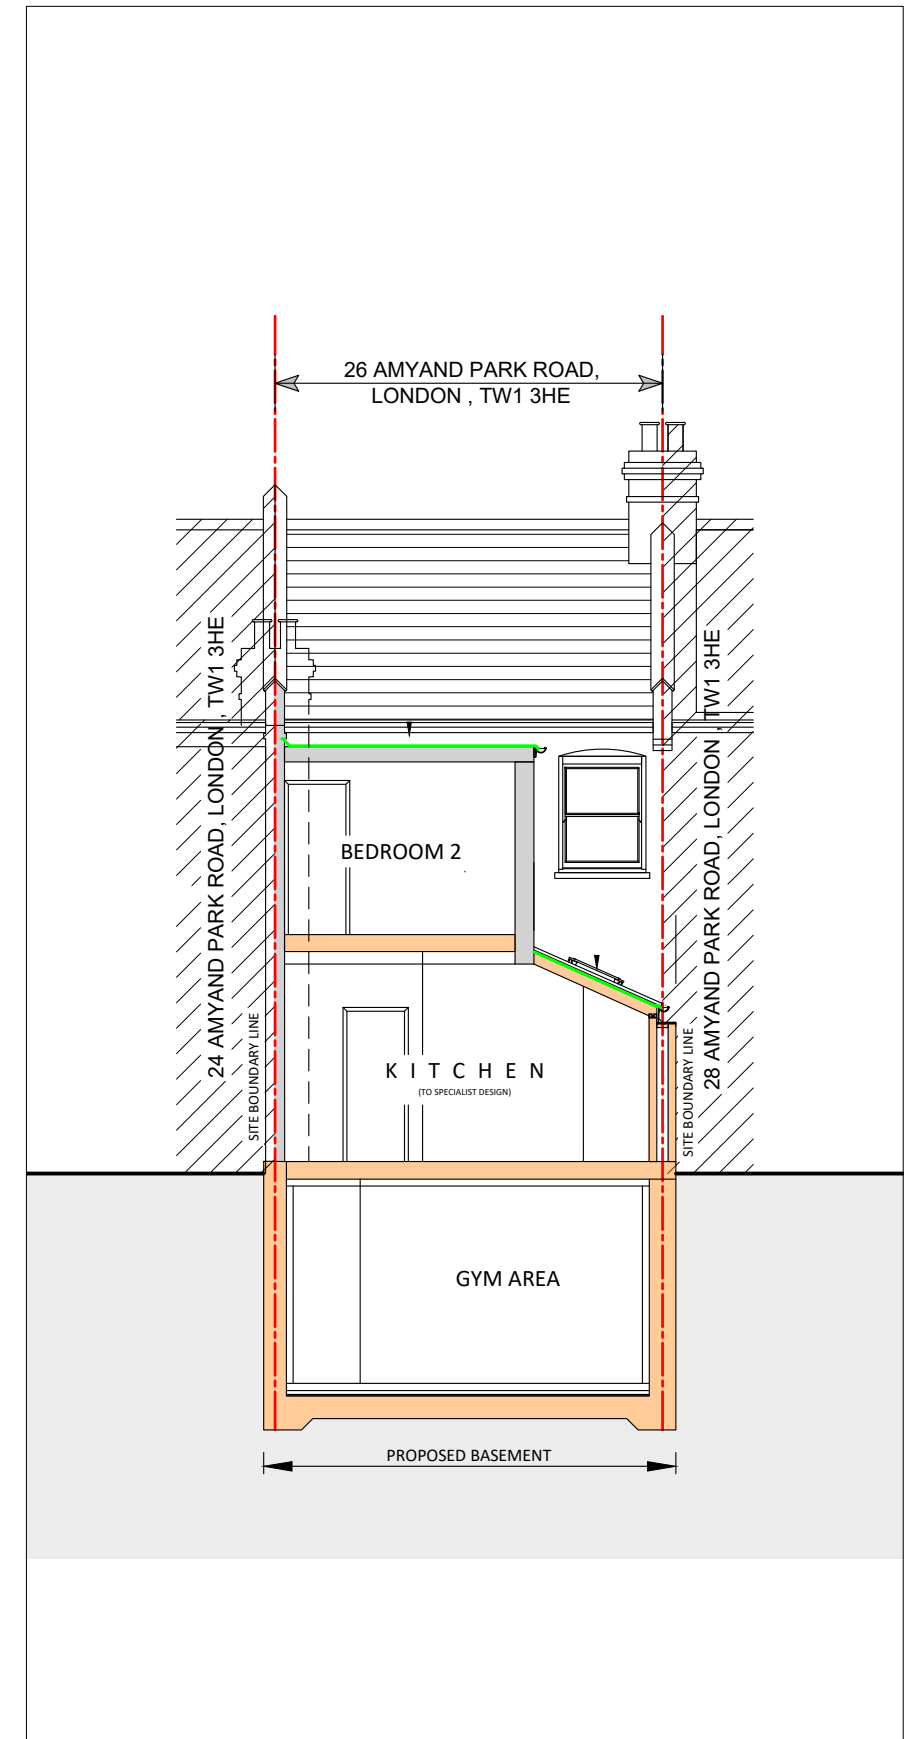 26 AMYAND PARK ROAD,
LONDON , TW1 3HE
24 AMYAND PARK ROAD, LONDON , TW1 3HE
28 AMYAND PARK ROAD, LONDON , TW1 3HE
BEDROOM 2
SITE BOUNDARY LINE
K I T C H E N
(TO SPECIALIST DESIGN)
SITE BOUNDARY LINE
GYM AREA
PROPOSED BASEMENT